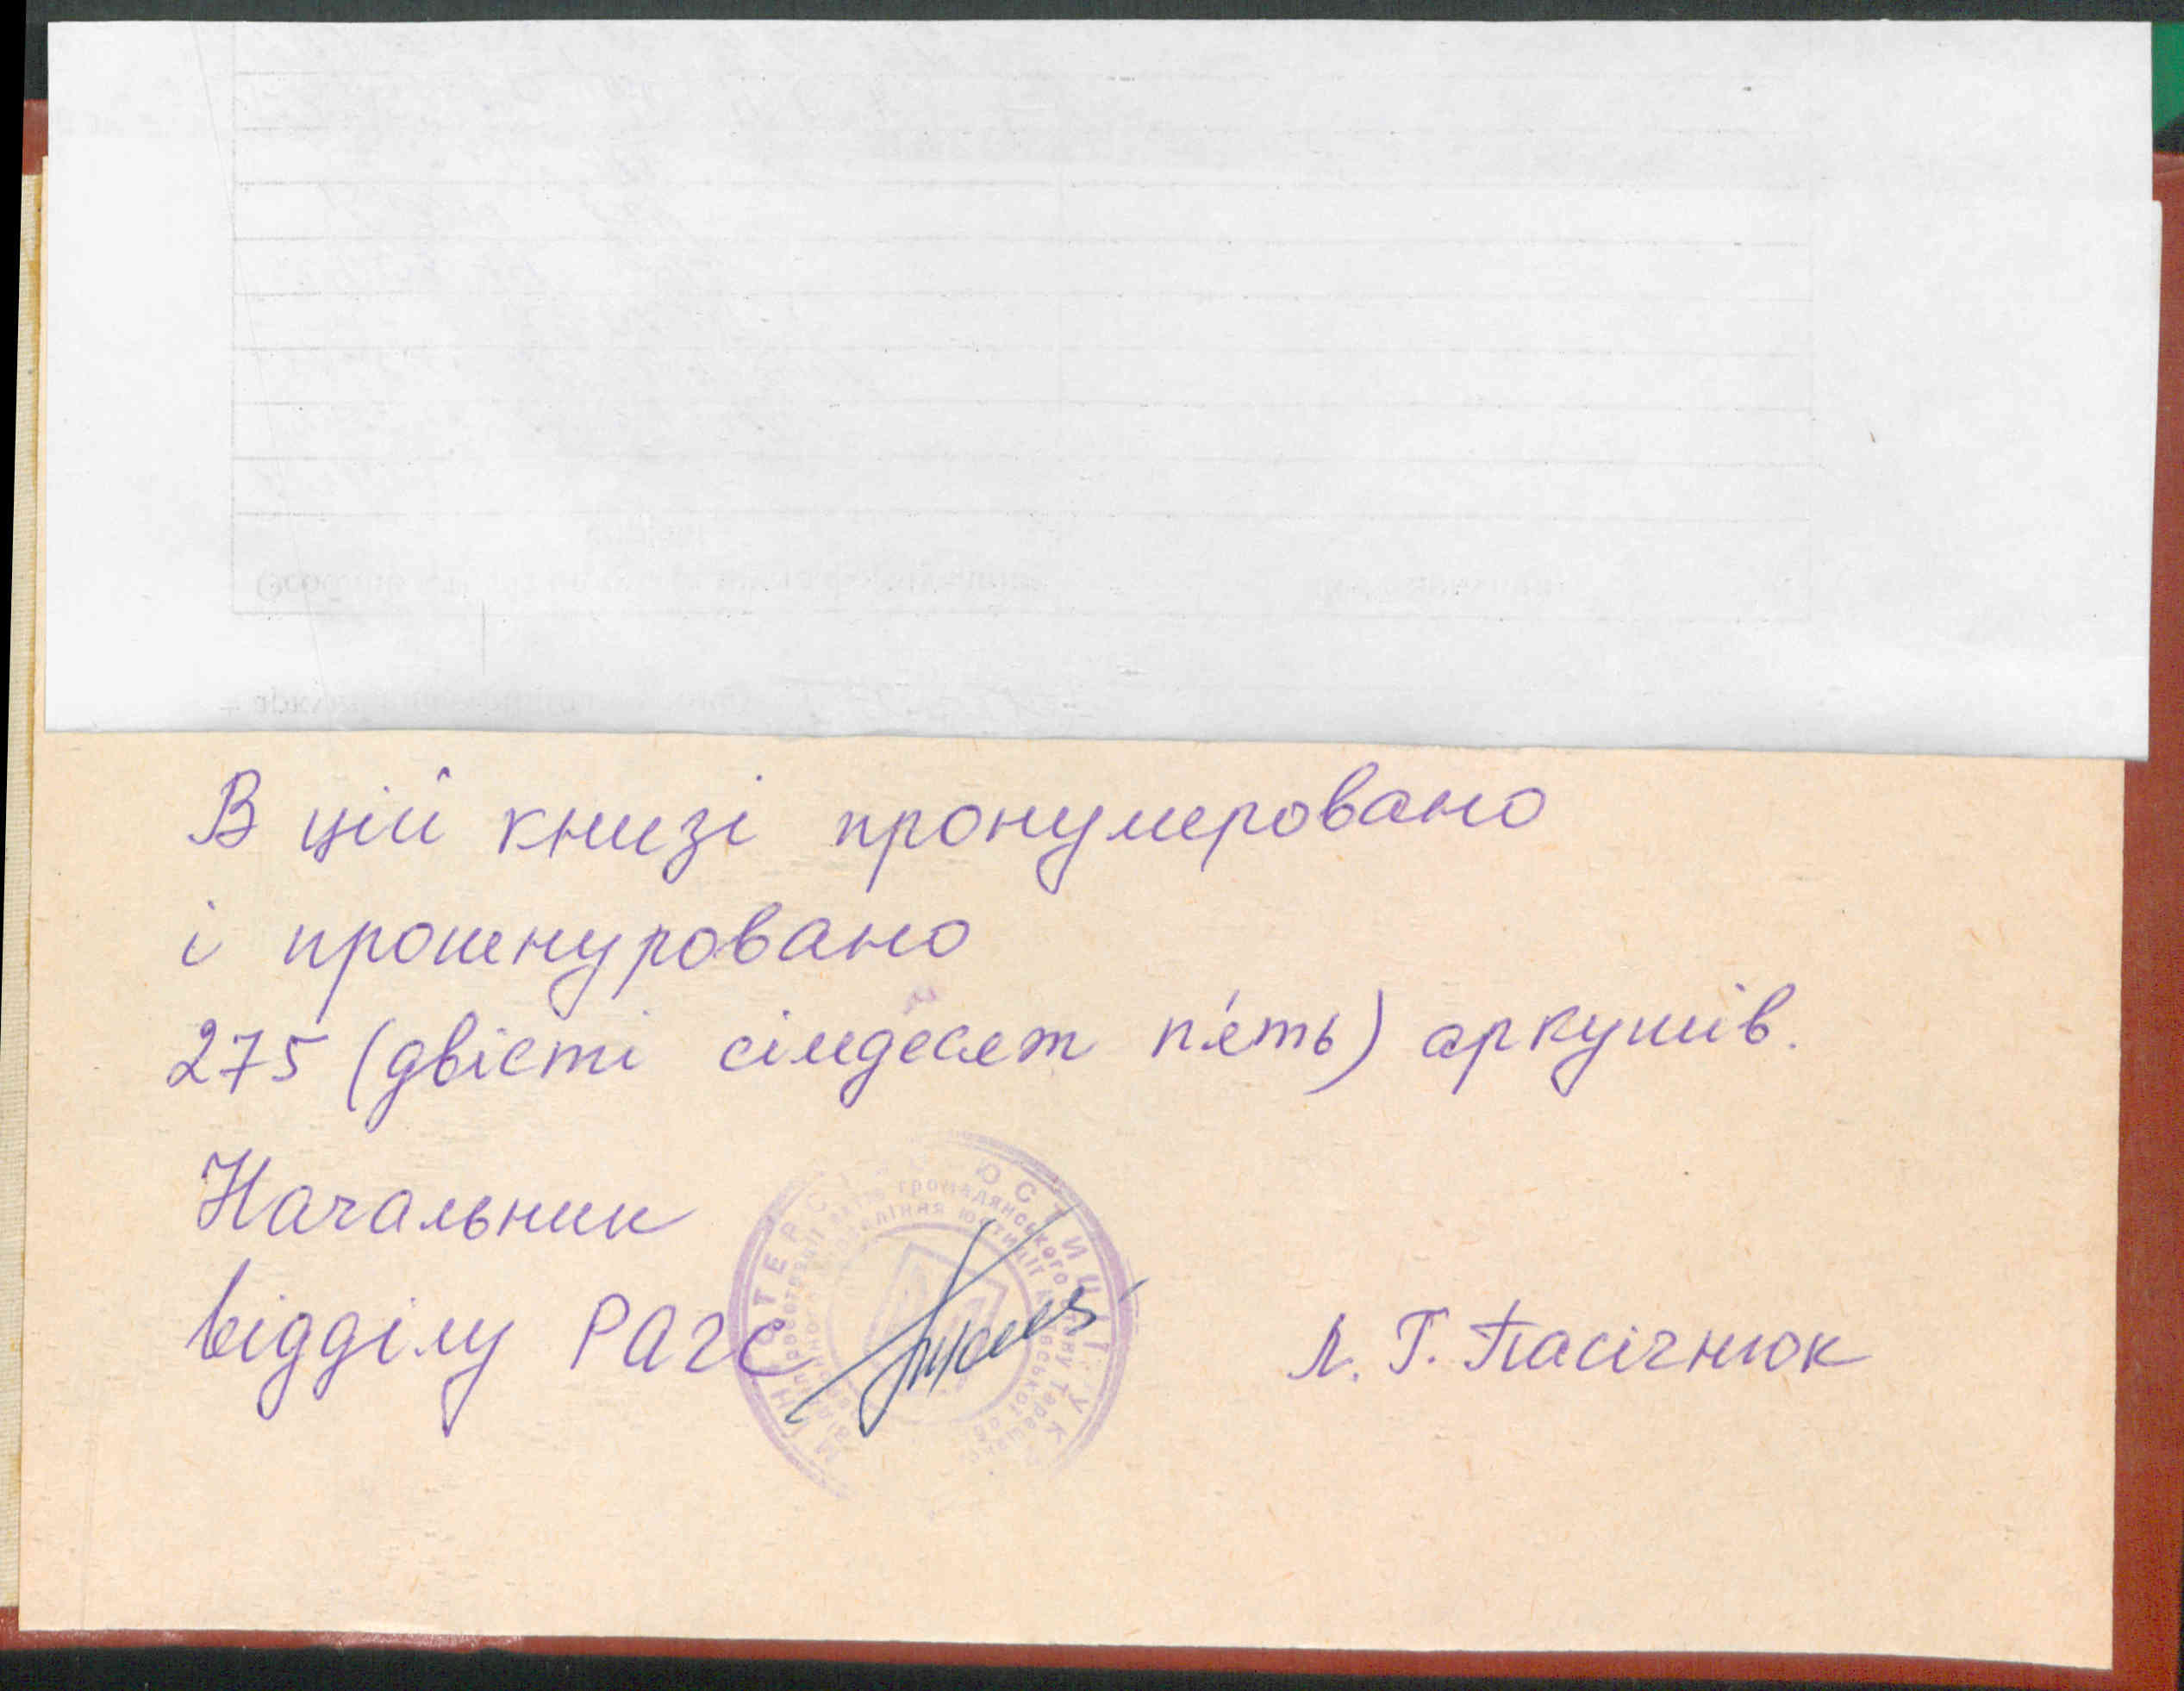 В цій книзі пронумеровано
і прошнуровано
275 (двісті сімдесят п'ять) аркушів.
Начальник
відділу РАГС
Л. Г. Пасічнюк